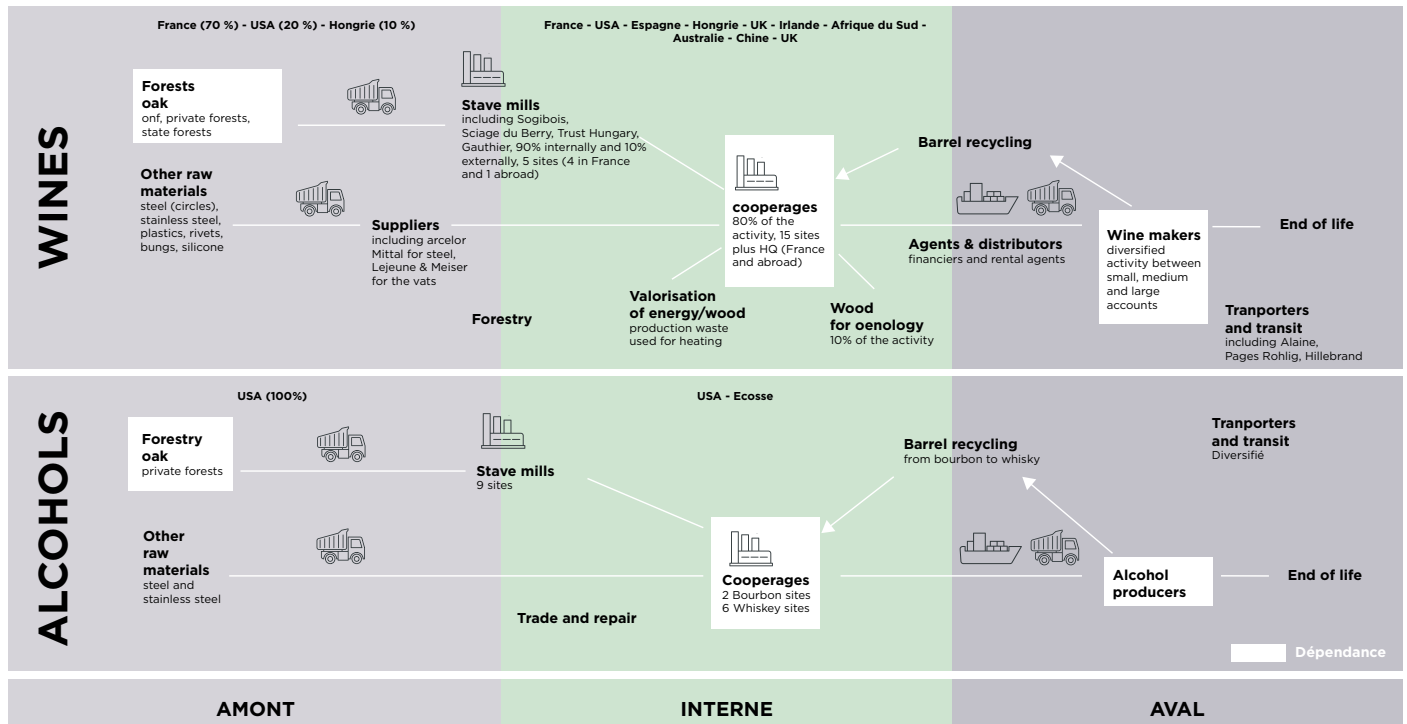 WINES
France (70 %) - USA (20 %) - Hongrie (10 %)
France - USA - Espagne - Hongrie - UK - Irlande - Afrique du Sud -
Australie - Chine - UK
Forests
oak
onf, private forests,
state forests
Stave mills
including Sogibois,
Sciage du Berry, Trust Hungary,
Gauthier, 90% internally and 10%
externally, 5 sites (4 in France
and 1 abroad)
Other raw
materials
steel (circles),
stainless steel,
plastics, rivets,
bungs, silicone
Suppliers
including arcelor
Mittal for steel,
Lejeune & Meiser
for the vats
Forestry
cooperages
80% of the
activity, 15 sites
plus HQ (France
and abroad)
Valorisation
of energy/wood
production waste
used for heating
Wood
for oenology
10% of the activity
Barrel recycling
Agents & distributors
financiers and rental agents
Wine makers
diversified
activity between
small, medium
and large
accounts
End of life
Tranporters
and transit
including Alaine,
Pages Rohlig, Hillebrand
ALCOHOLS
USA (100%)
USA - Ecosse
Forestry
oak
private forests
Stave mills
9 sites
Other
raw
materials
steel and
stainless steel
Trade and repair
Cooperages
2 Bourbon sites
6 Whiskey sites
Barrel recycling
from bourbon to whisky
Tranporters
and transit
Diversifié
Alcohol
producers
End of life
Dépendance
AMONT
INTERNE
AVAL